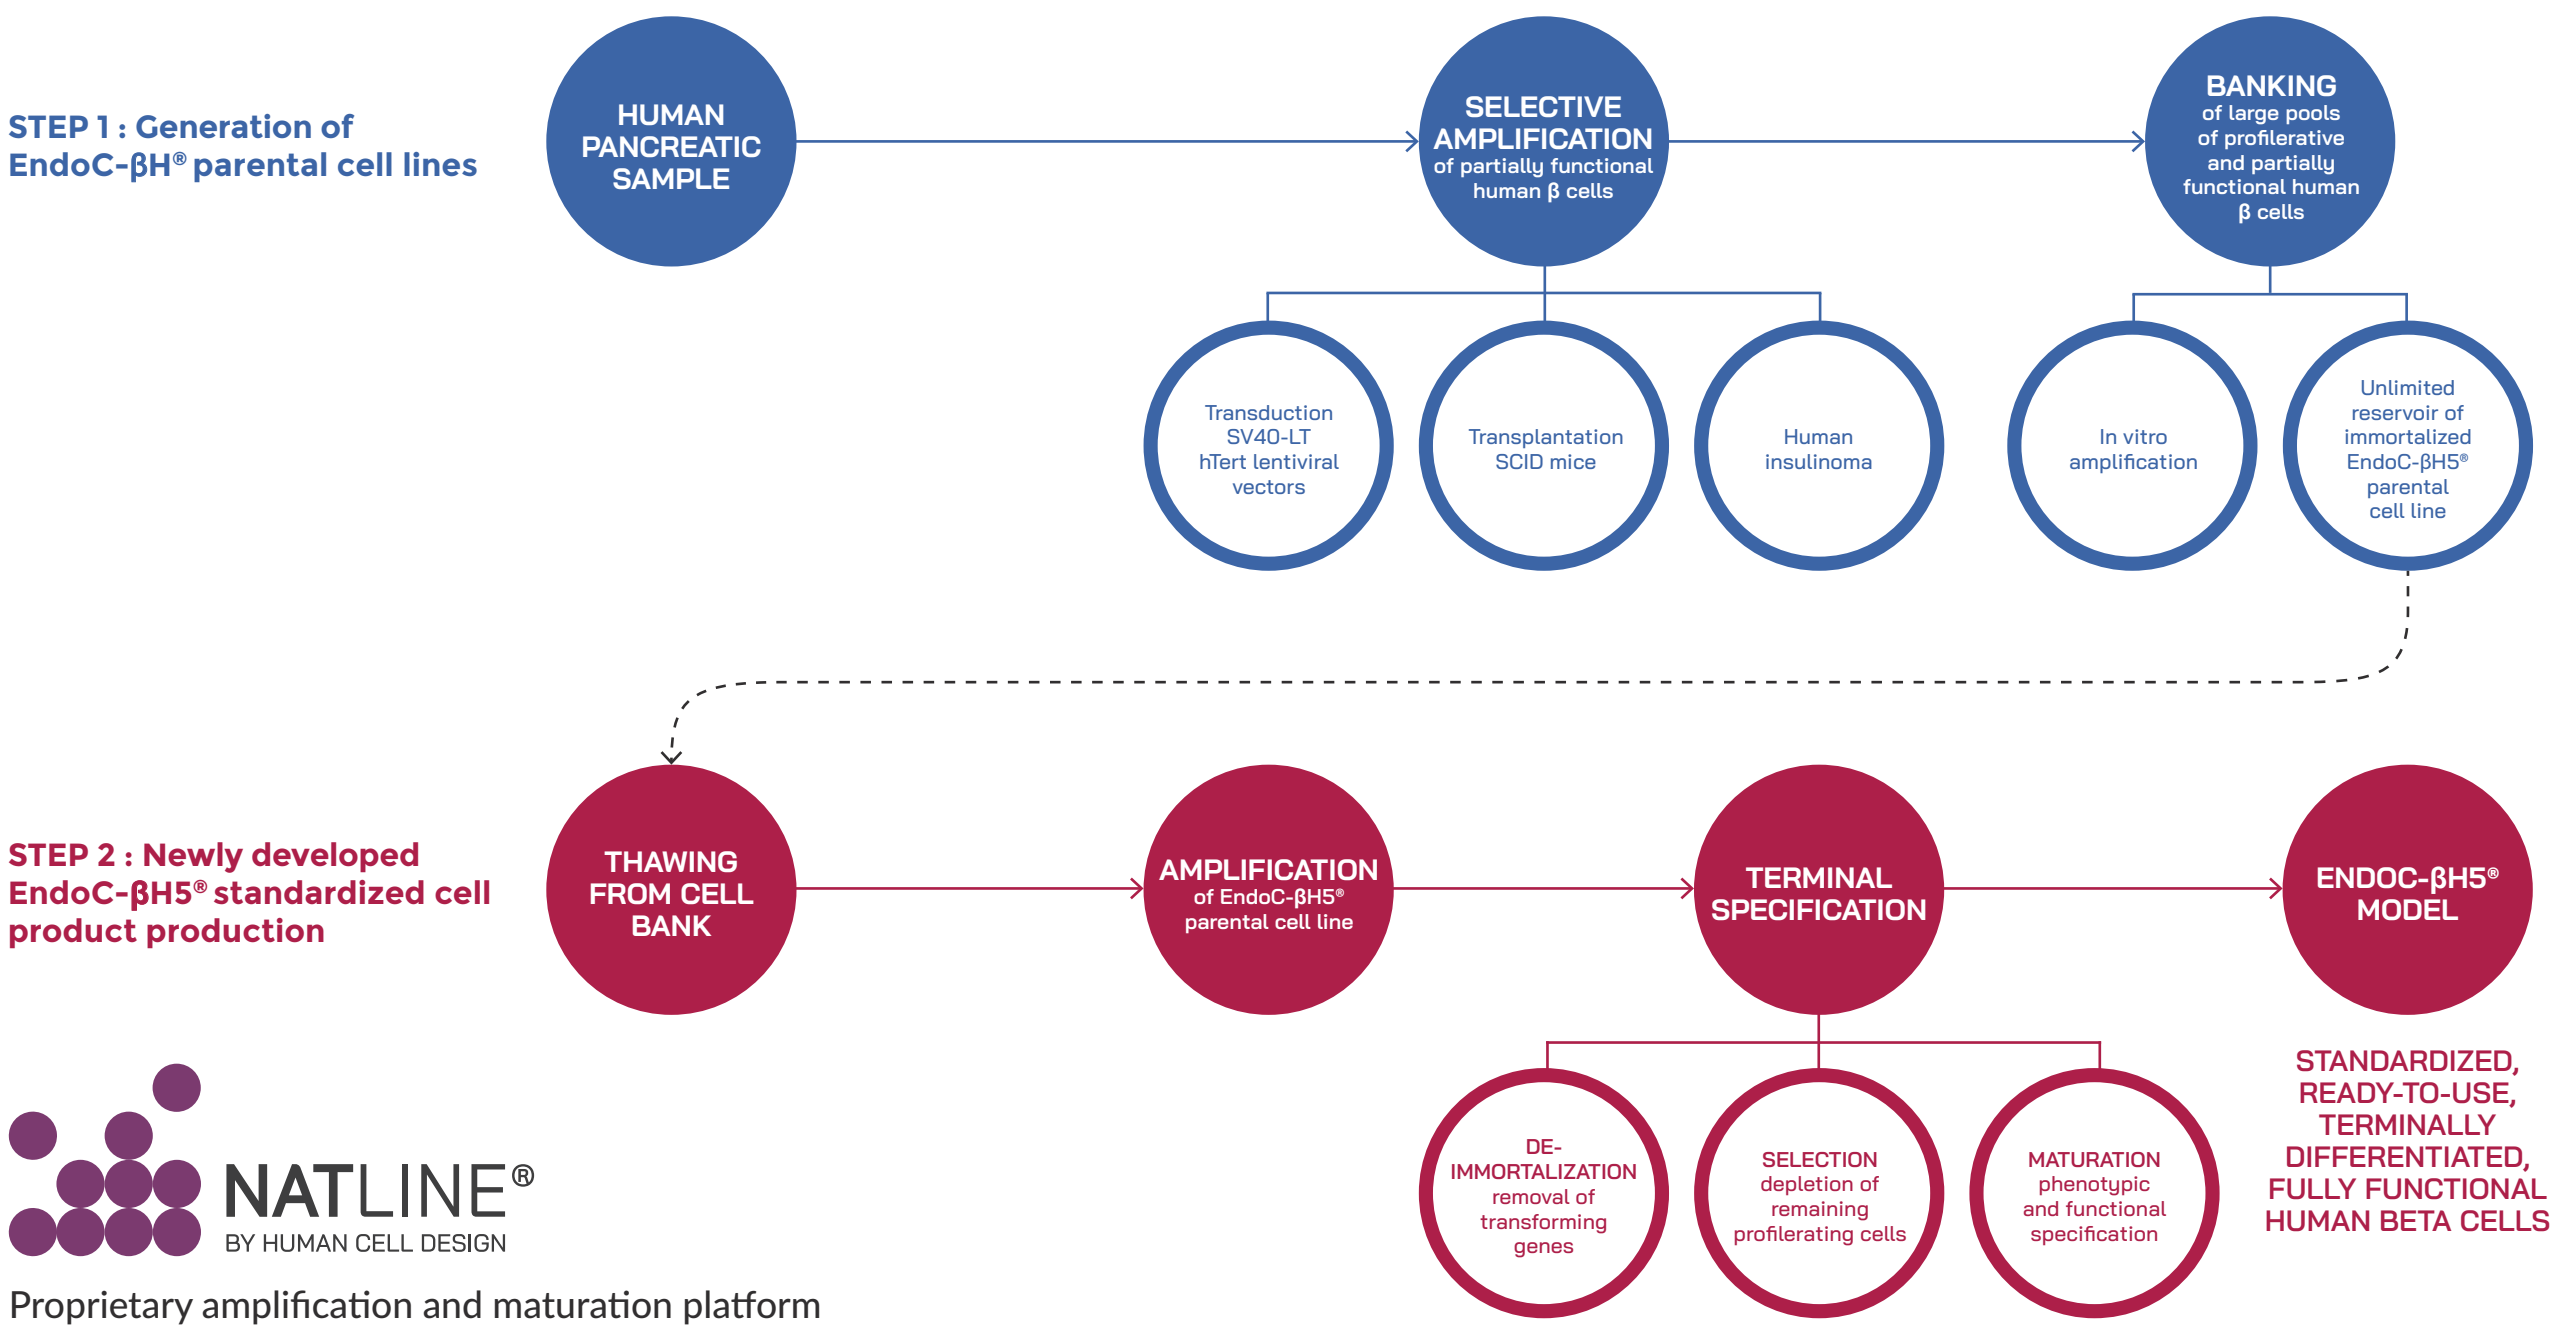 STEP 1 : Generation of
EndoC-βH® parental cell lines
HUMAN
PANCREATIC
SAMPLE
SELECTIVE
AMPLIFICATION
of partially functional
human β cells
BANKING
of large pools
of profilerative
and partially
functional human
β cells
Transduction
SV40-LT
hTert lentiviral
vectors
Transplantation
SCID mice
Human
insulinoma
In vitro
amplification
Unlimited
reservoir of
immortalized
EndoC-βH5®
parental
cell line
STEP 2 : Newly developed
EndoC-βH5® standardized cell
product production
THAWING
FROM CELL
BANK
AMPLIFICATION
of EndoC-βH5®
parental cell line
TERMINAL
SPECIFICATION
ENDOC-βH5®
MODEL
DE-
IMMORTALIZATION
removal of
transforming
genes
SELECTION
depletion of
remaining
profilerating cells
MATURATION
phenotypic
and functional
specification
STANDARDIZED,
READY-TO-USE,
TERMINALLY
DIFFERENTIATED,
FULLY FUNCTIONAL
HUMAN BETA CELLS
NATLINE®
BY HUMAN CELL DESIGN
Proprietary amplification and maturation platform